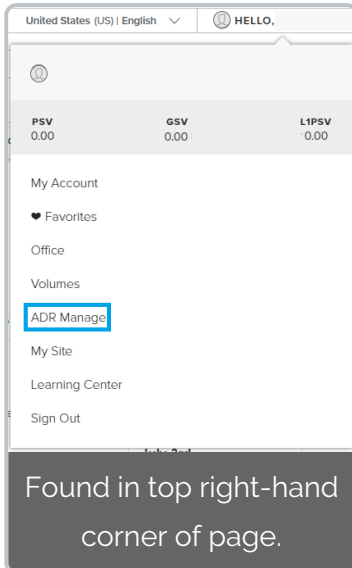 United States (US) | English HELLO,
PSV GSV L1PSV
0.00 0.00 0.00
My Account
♥ Favorites
Office
Volumes
ADR Manage
My Site
Learning Center
Sign Out
Found in top right-hand
corner of page.